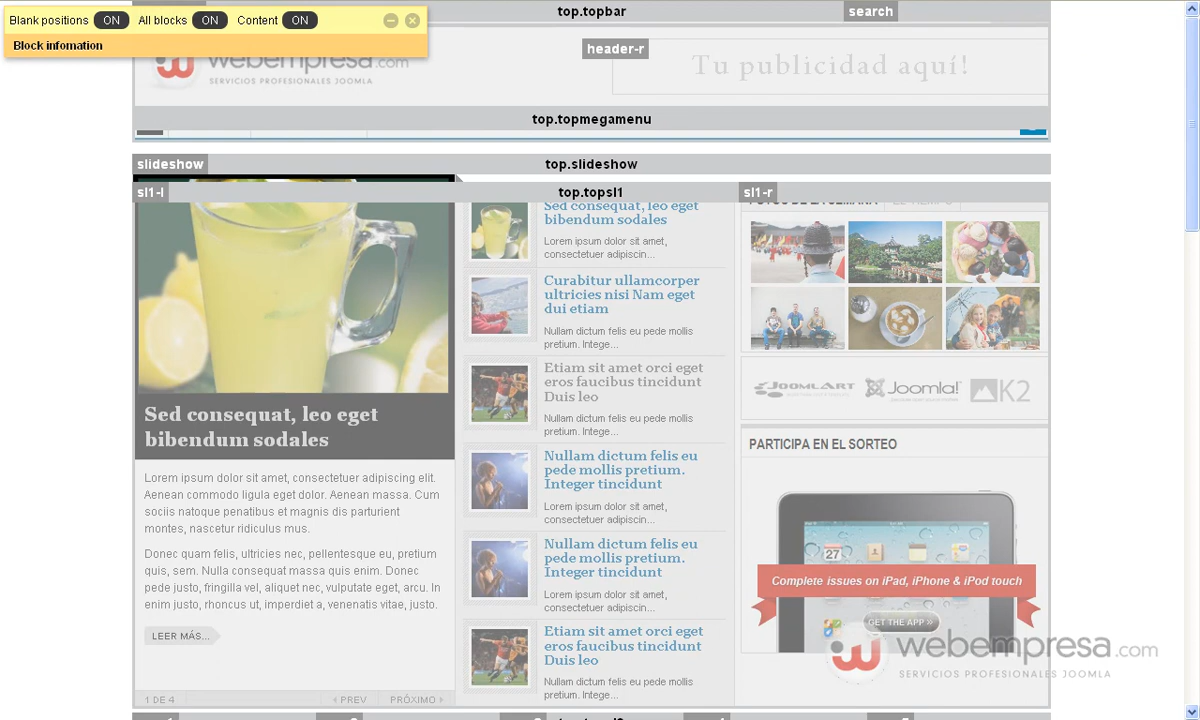 Blank positions ON All blocks ON Content ON
Block infomation
top.topbar
search
webempresa.com
SERVICIOS PROFESIONALES JOOMLA
header-r
Tu publicidad aquí!
top.topmegamenu
slideshow
top.slideshow
sl1-l
top.topsl1
sl1-r
Sed consequat, leo eget
bibendum sodales
Lorem ipsum dolor sit amet, consectetuer adipiscing elit.
Aenean commodo ligula eget dolor. Aenean massa. Cum
sociis natoque penatibus et magnis dis parturient
montes, nascetur ridiculus mus.
Donec quam felis, ultricies nec, pellentesque eu, pretium
quis, sem. Nulla consequat massa quis enim. Donec
pede justo, fringilla vel, aliquet nec, vulputate eget, arcu. In
enim justo, rhoncus ut, imperdiet a, venenatis vitae, justo.
LEER MÁS...
1 DE 4
PREV
PRÓXIMO
Sed consequat, leo eget
bibendum sodales
Lorem ipsum dolor sit amet,
consectetuer adipiscin...
Curabitur ullamcorper
ultricies nisi Nam eget
dui etiam
Nullam dictum felis eu pede mollis
pretium. Intege...
Etiam sit amet orci eget
eros faucibus tincidunt
Duis leo
Nullam dictum felis eu pede mollis
pretium. Intege...
Nullam dictum felis eu
pede mollis pretium.
Integer tincidunt
Lorem ipsum dolor sit amet,
consectetuer adipiscin...
Nullam dictum felis eu
pede mollis pretium.
Integer tincidunt
Lorem ipsum dolor sit amet,
consectetuer adipiscin...
Etiam sit amet orci eget
eros faucibus tincidunt
Duis leo
Nullam dictum felis eu pede mollis
pretium. Intege...
FOTOS DE LA SEMANA EL TIEMPO
JOOMLART
Joomla!
K2
PARTICIPA EN EL SORTEO
27
Complete issues on iPad, iPhone & iPod touch
GET THE APP »
webempresa.com
SERVICIOS PROFESIONALES JOOMLA